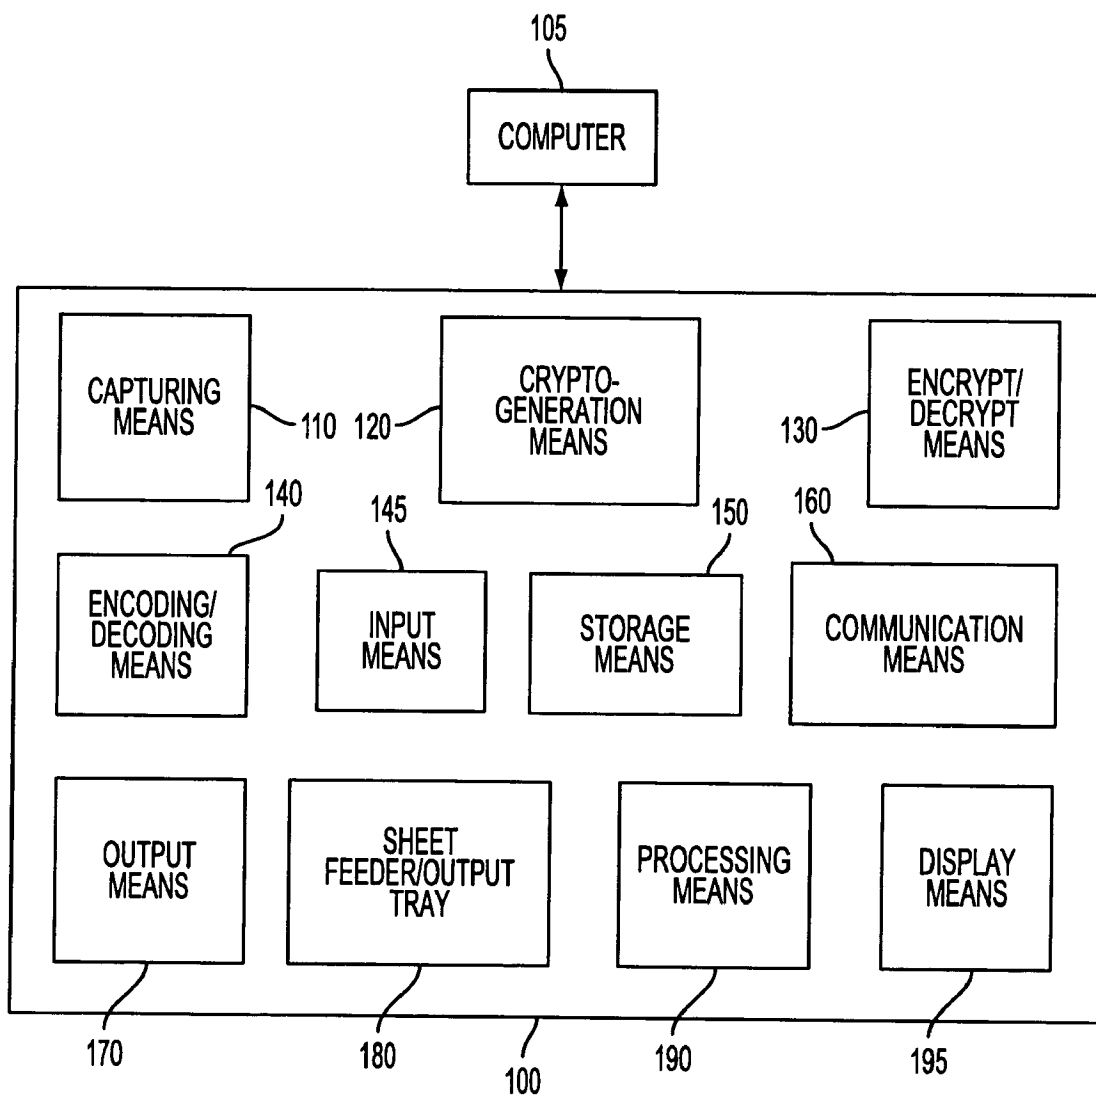 105
COMPUTER
CAPTURING
MEANS
110
120
CRYPTO-
GENERATION
MEANS
130
ENCRYPT/
DECRYPT
MEANS
140
ENCODING/
DECODING
MEANS
145
INPUT
MEANS
150
STORAGE
MEANS
160
COMMUNICATION
MEANS
OUTPUT
MEANS
SHEET
FEEDER/OUTPUT
TRAY
PROCESSING
MEANS
DISPLAY
MEANS
170
180
100
190
195